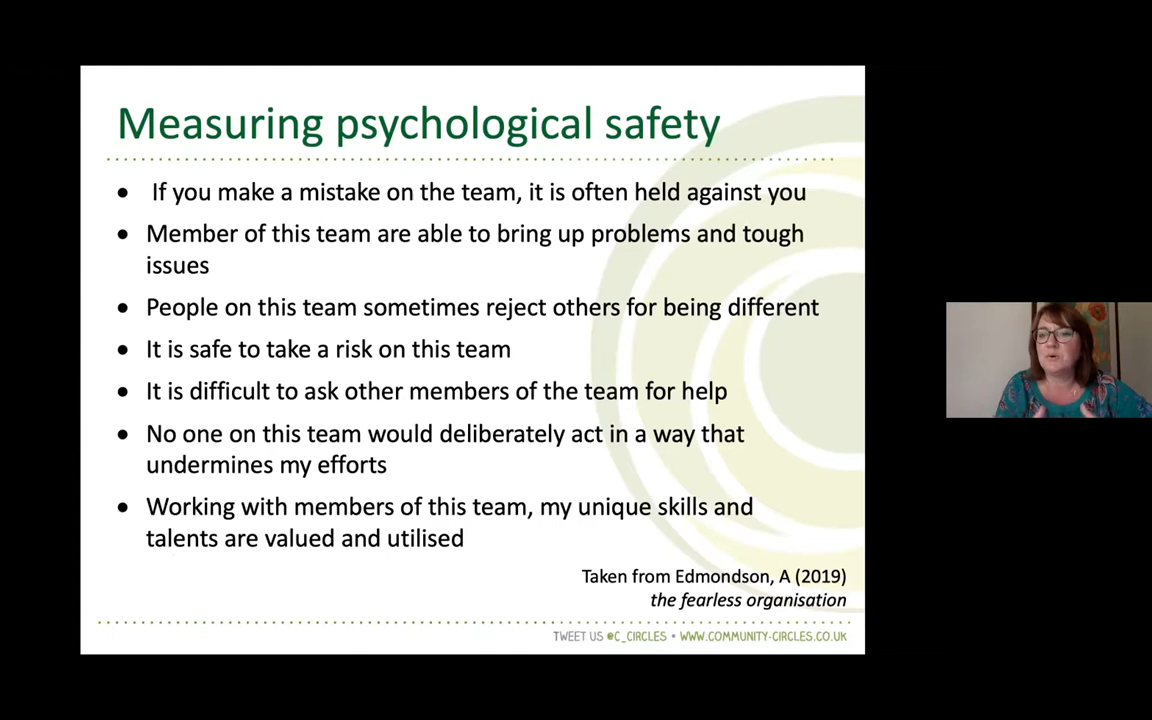 Measuring psychological safety
• If you make a mistake on the team, it is often held against you
• Member of this team are able to bring up problems and tough
issues
• People on this team sometimes reject others for being different
• It is safe to take a risk on this team
• It is difficult to ask other members of the team for help
• No one on this team would deliberately act in a way that
undermines my efforts
• Working with members of this team, my unique skills and
talents are valued and utilised
Taken from Edmondson, A (2019)
the fearless organisation
TWEET US @C_CIRCLES • WWW.COMMUNITY-CIRCLES.CO.UK